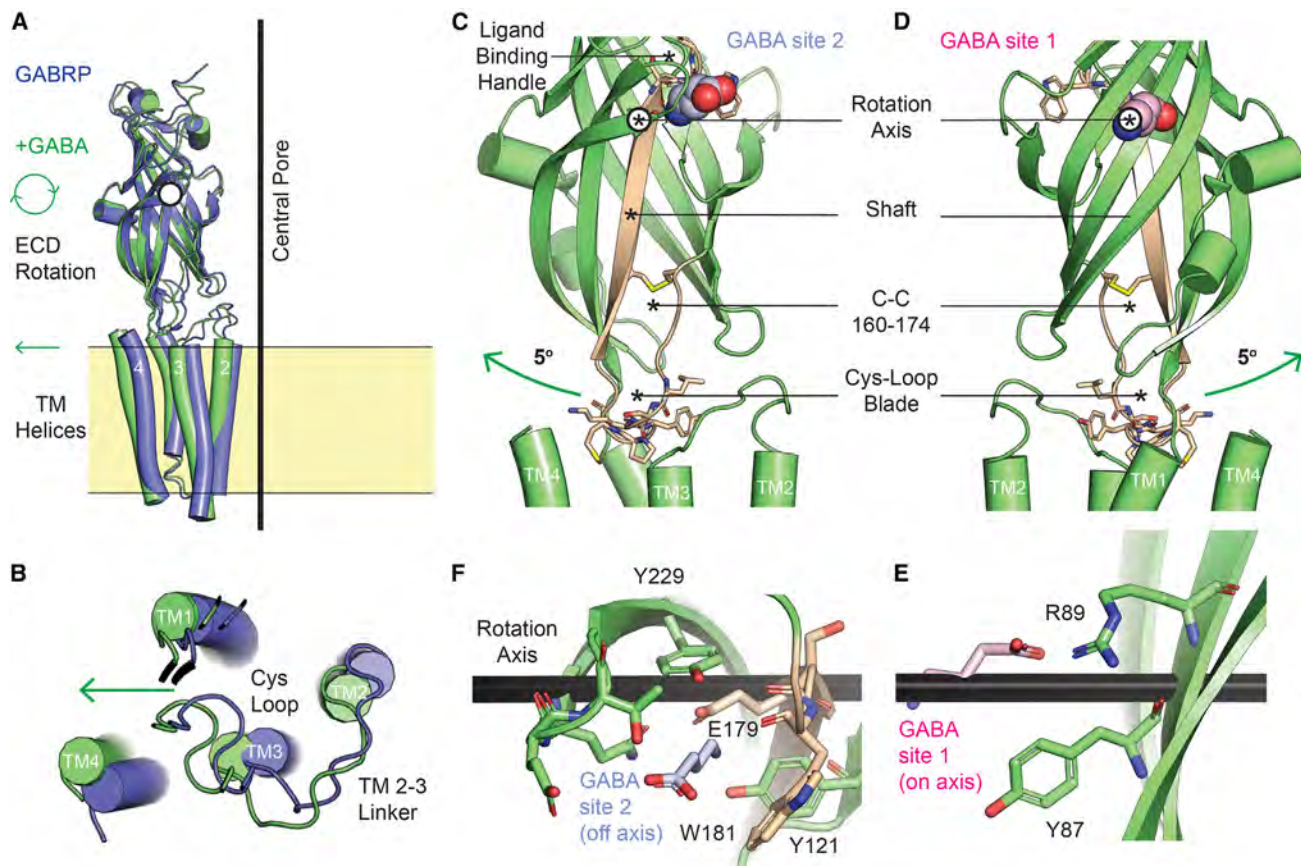 A
GABRP
+GABA
ECD
Rotation
TM
Helices
Central Pore
4
3
2
B
TM1
Cys
Loop
TM2
TM4
TM3
TM 2-3
Linker
C
Ligand
Binding
Handle
*
GABA site 2
D
GABA site 1
*
Rotation
Axis
*
*
Shaft
*
C-C
160-174
*
5º
*
Cys-Loop
Blade
*
5º
TM4
TM3
TM2
TM2
TM1
TM4
F
Y229
Rotation
Axis
E179
GABA
site 2
(off axis)
W181
Y121
E
R89
GABA
site 1
(on axis)
Y87